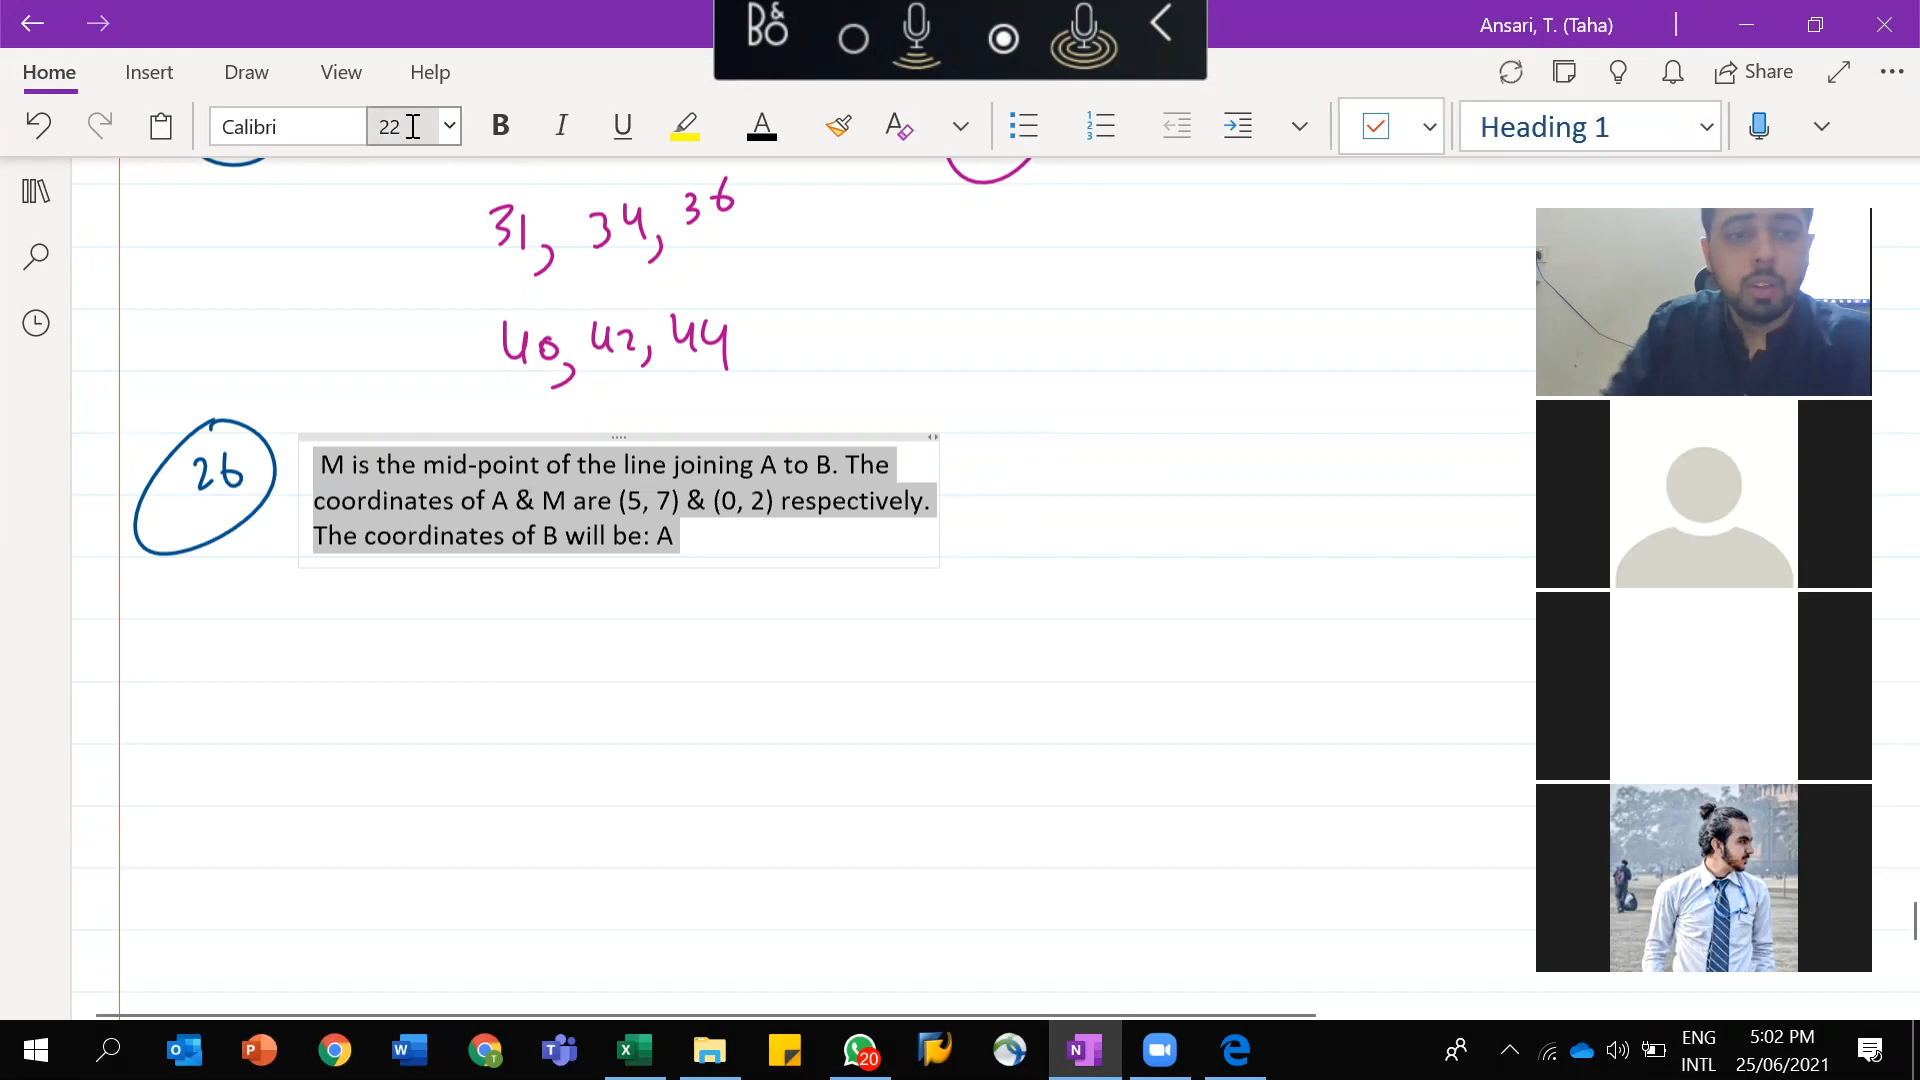 B&O
Ansari, T. (Taha)
Home Insert Draw View Help
Share
Calibri 22 B I U A A Heading 1
31, 34, 36
40, 42, 44
26
M is the mid-point of the line joining A to B. The
coordinates of A & M are (5, 7) & (0, 2) respectively.
The coordinates of B will be: A
20
ENG
INTL
5:02 PM
25/06/2021